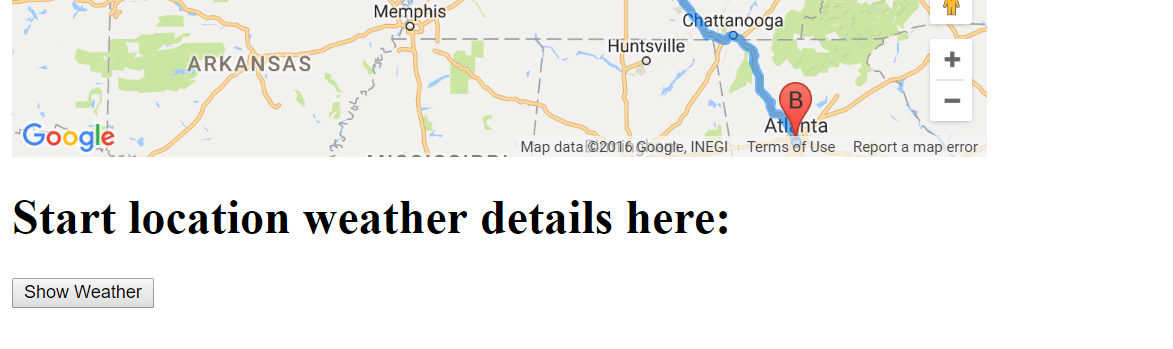 Memphis
Chattanooga
Huntsville
ARKANSAS
B
Atlanta
Google
Map data ©2016 Google, INEGI Terms of Use Report a map error
MISSISSIPPI
Start location weather details here:
Show Weather